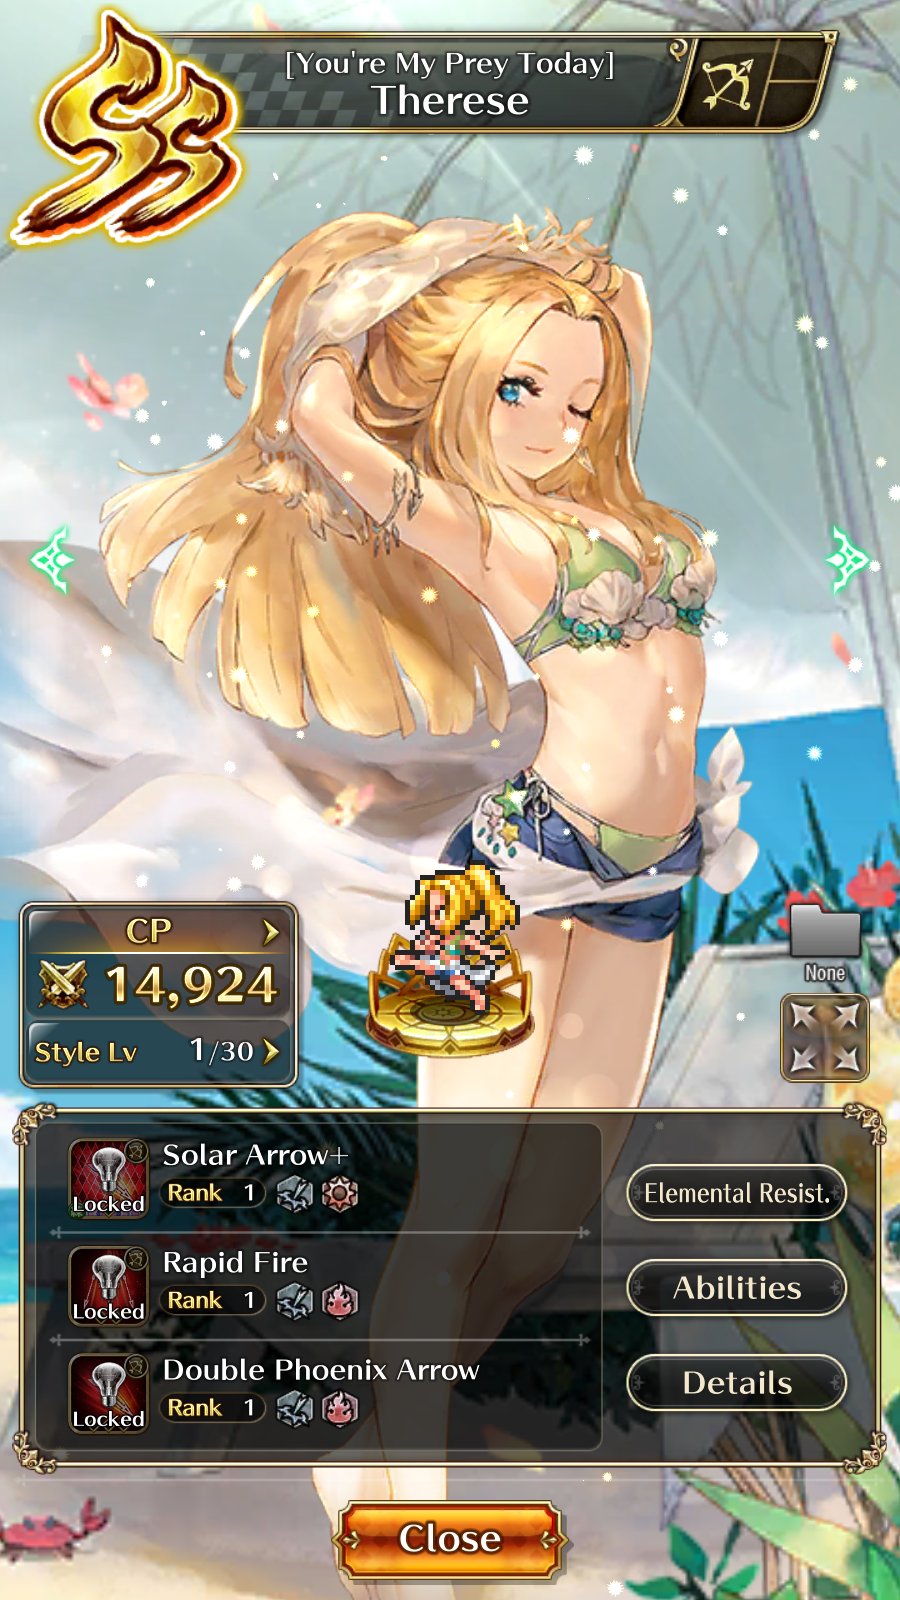 SS
[You're My Prey Today]
Therese
CP
14,924
Style Lv 1/30
None
Solar Arrow+
Locked
Rank 1
Rapid Fire
Locked
Rank 1
Double Phoenix Arrow
Locked
Rank 1
Elemental Resist.
Abilities
Details
Close